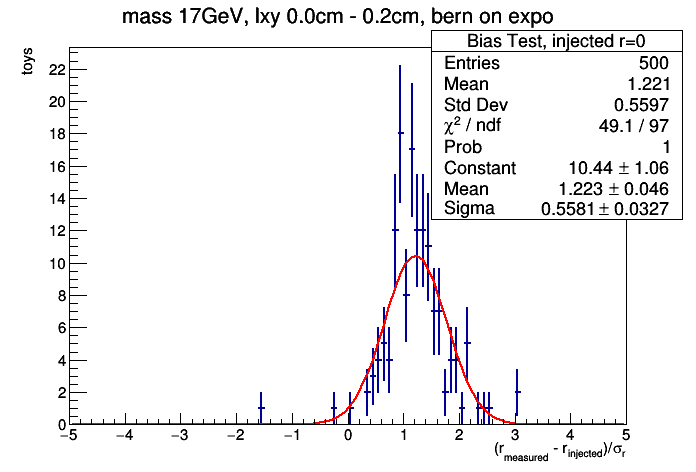 mass 17GeV, lxy 0.0cm - 0.2cm, bern on expo
Bias Test, injected r=0
Entries 500
Mean 1.221
Std Dev 0.5597
χ² / ndf 49.1 / 97
Prob 1
Constant 10.44 ± 1.06
Mean 1.223 ± 0.046
Sigma 0.5581 ± 0.0327
toys
22
20
18
16
14
12
10
8
6
4
2
0
−5 −4 −3 −2 −1 0 1 2 3 4 5
(r_measured - r_injected)/σ_r